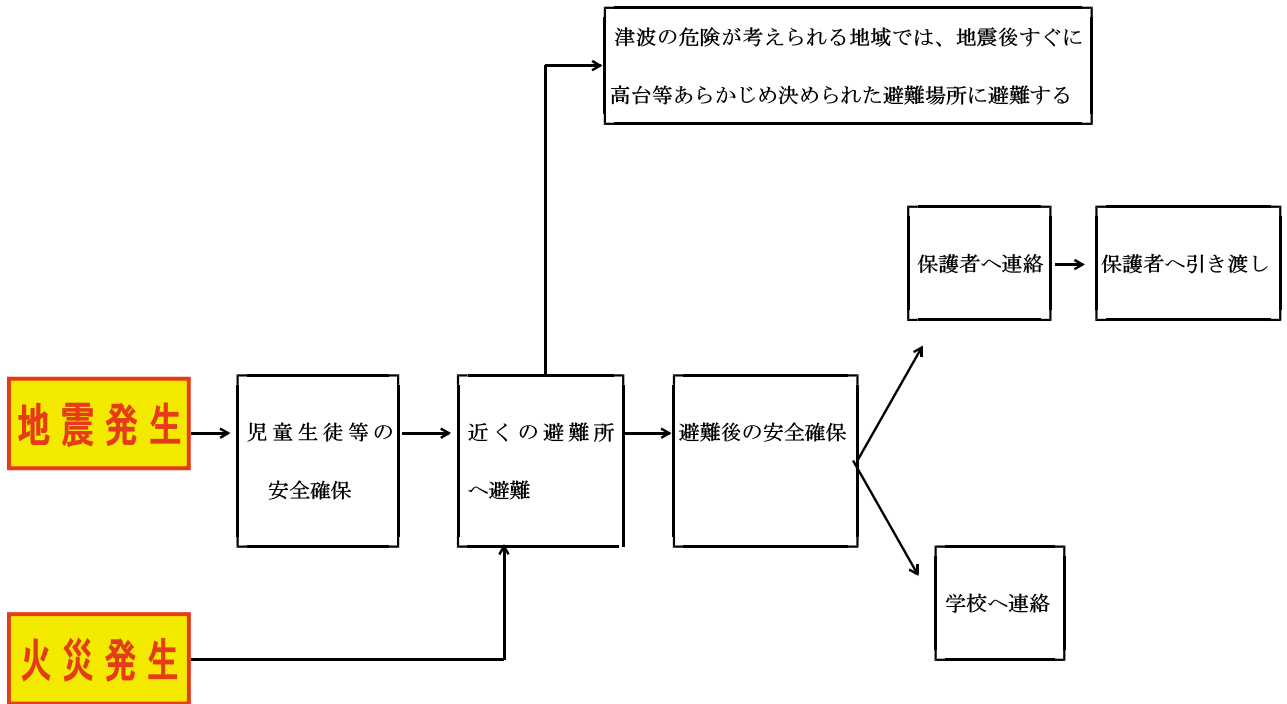 津波の危険が考えられる地域では、地震後すぐに
高台等あらかじめ決められた避難場所に避難する
保護者へ連絡
保護者へ引き渡し
地震発生
児童生徒等の
安全確保
近くの避難所
へ避難
避難後の安全確保
学校へ連絡
火災発生